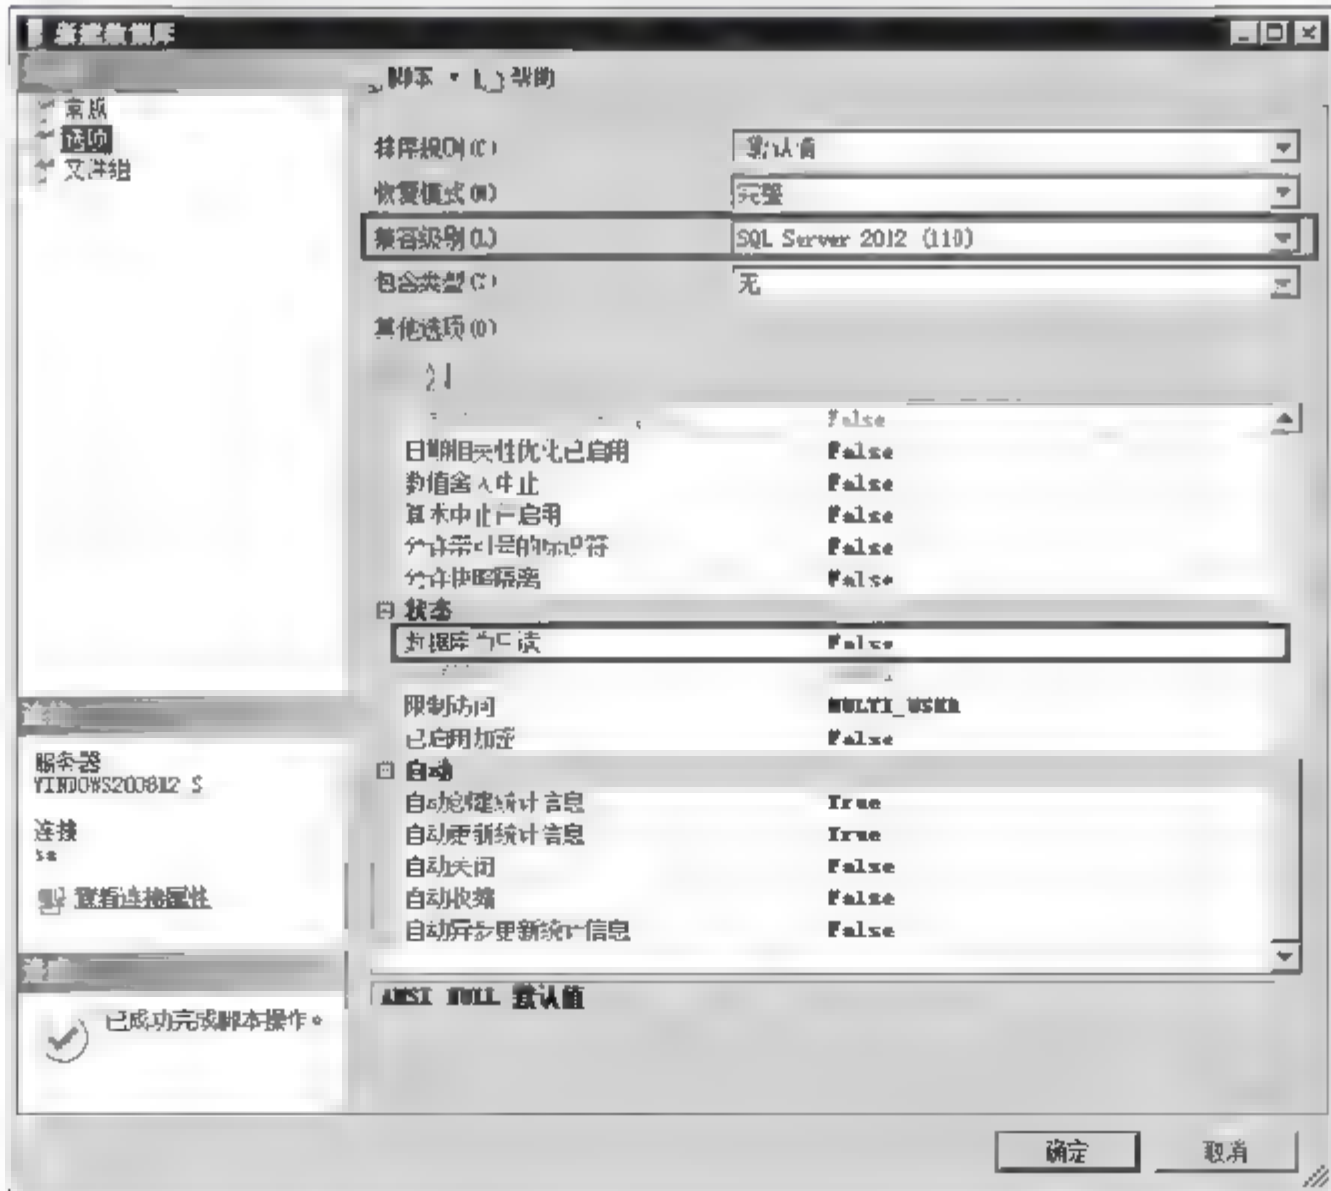 新建数据库
脚本 帮助
常规
选项
文件组
排序规则(C)
默认值
恢复模式(M)
完整
兼容级别(L)
SQL Server 2012 (110)
包含类型(T)
无
其他选项(O)
False
日期相关性优化已启用 False
数值舍入中止 False
算术中止已启用 False
允许带引号的标识符 False
允许快照隔离 False
状态
数据库为只读 False
限制访问 MULTI_USER
已启用加密 False
自动
自动创建统计信息 True
自动更新统计信息 True
自动关闭 False
自动收缩 False
自动异步更新统计信息 False
ANSI NULL 默认值
连接
服务器
连接
sa
查看连接属性
已成功完成脚本操作。
确定 取消